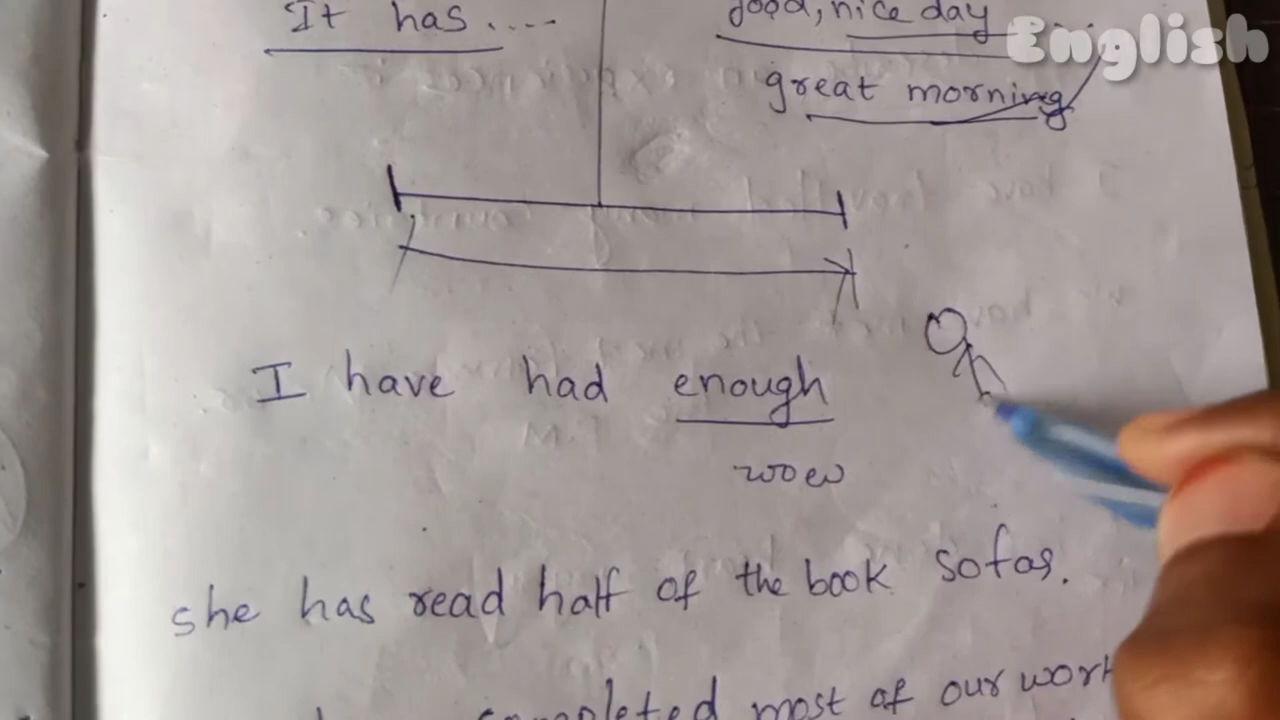 It has....
good, nice day ...
English
great morning
I have had enough
she has read half of the book sofar.
completed most of our work